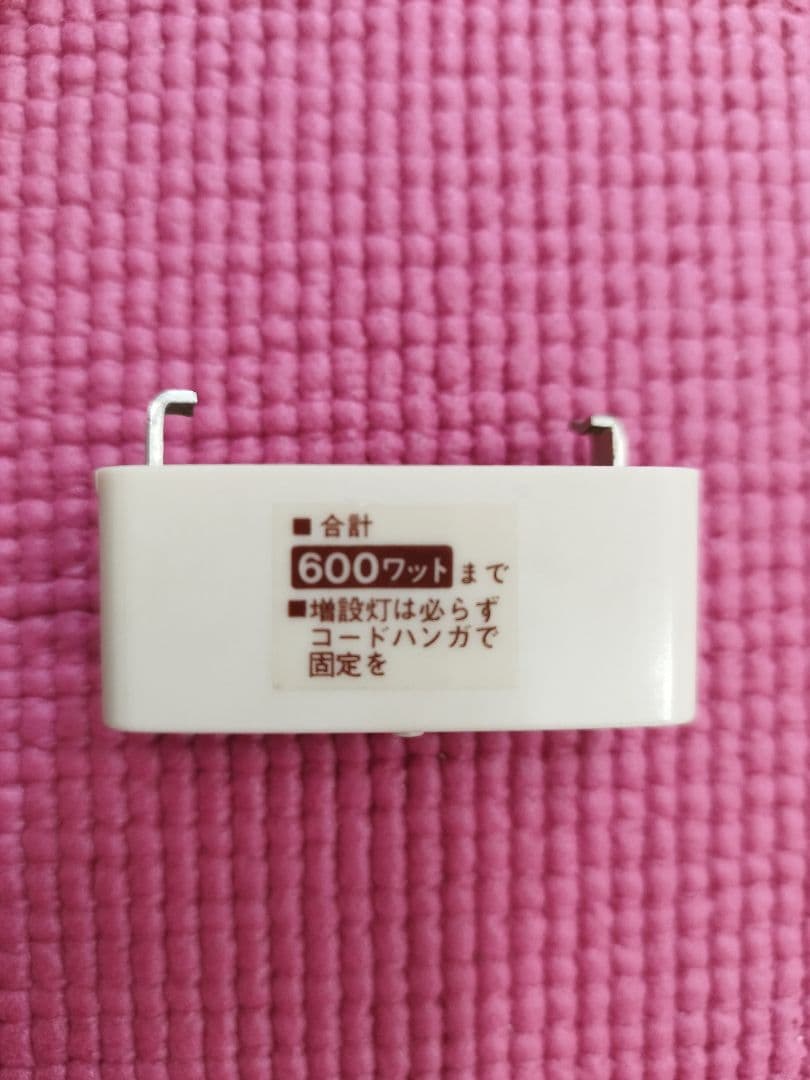 ■合計
600ワットまで
■増設灯は必らず
コードハンガで
固定を